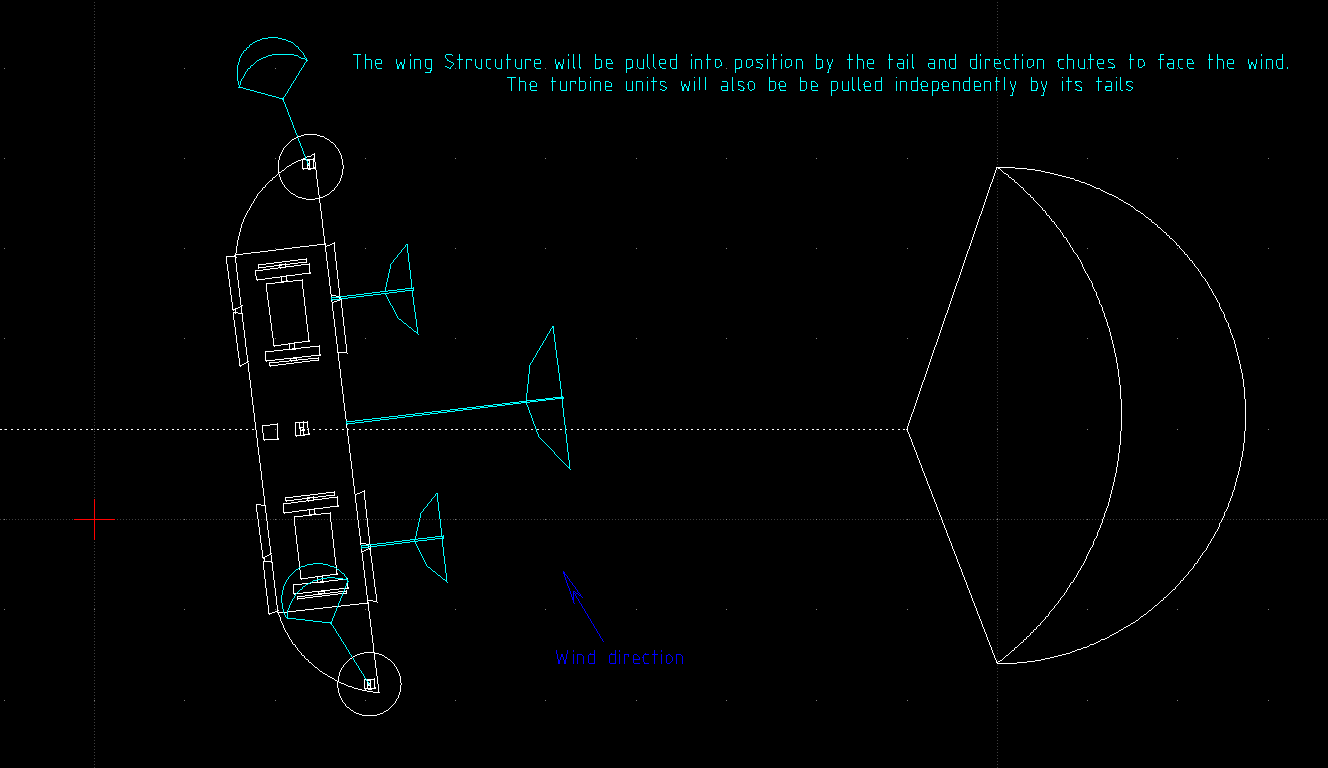 The wing Strucuture will be pulled into position by the tail and direction chutes to face the wind.
The turbine units will also be be pulled independently by its tails
Wind direction